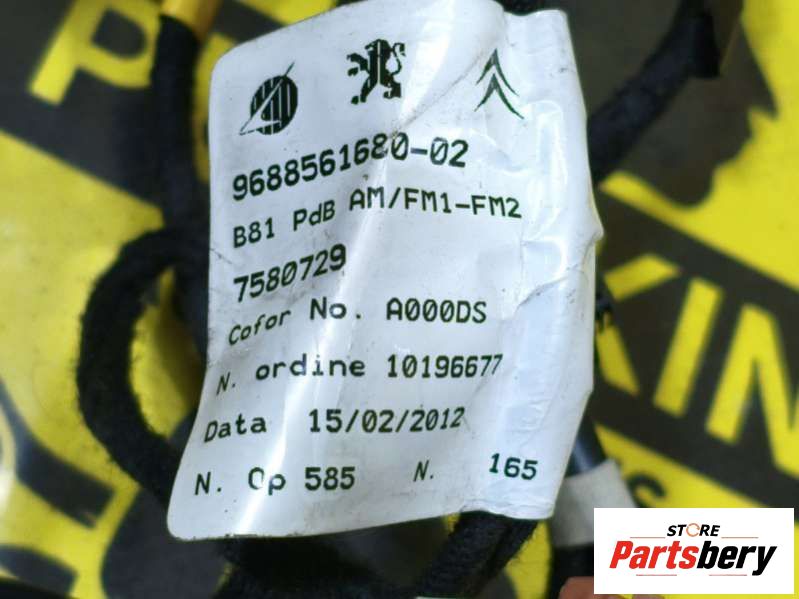 9688561680-02
B81 PdB AM/FM1-FM2
7580729
Cofor No. A000DS
N. ordine 10196677
Data 15/02/2012
N. Op 585 N. 165
KIN
STORE
Partsbery